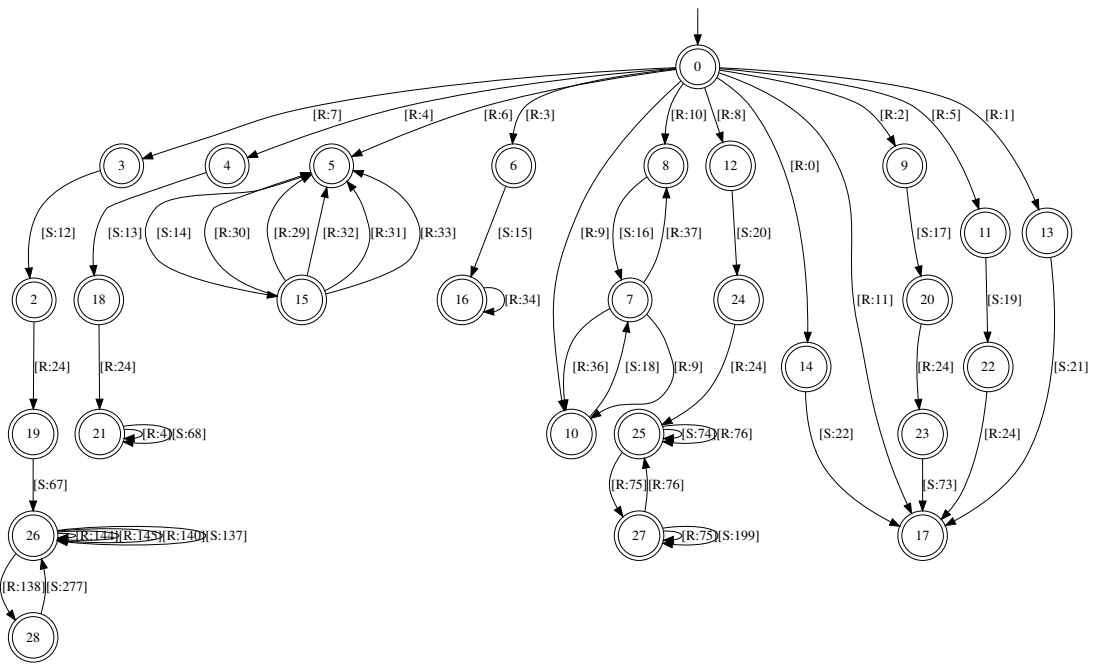 0
[R:7] [R:4] [R:6] [R:3] [R:10] [R:8] [R:2] [R:5] [R:1]
3 4 5 6 8 12 [R:0] 9
[S:12] [S:13] [S:14] [R:30] [R:29] [R:32] [R:31] [R:33] [S:15] [R:9] [S:16] [R:37] [S:20] [S:17] 11 13
2 18 15 16 [R:34] 7 24 [R:11] 20 [S:19]
[R:24] [R:24] [R:36] [S:18] [R:9] [R:24] 14 [R:24] 22 [S:21]
19 21 [R:4] [S:68] 10 25 [S:74] [R:76] [S:22] 23 [R:24]
[S:67] [R:75] [R:76] [S:73]
26 [R:144] [R:145] [R:140] [S:137] 27 [R:75] [S:199] 17
[R:138] [S:277]
28